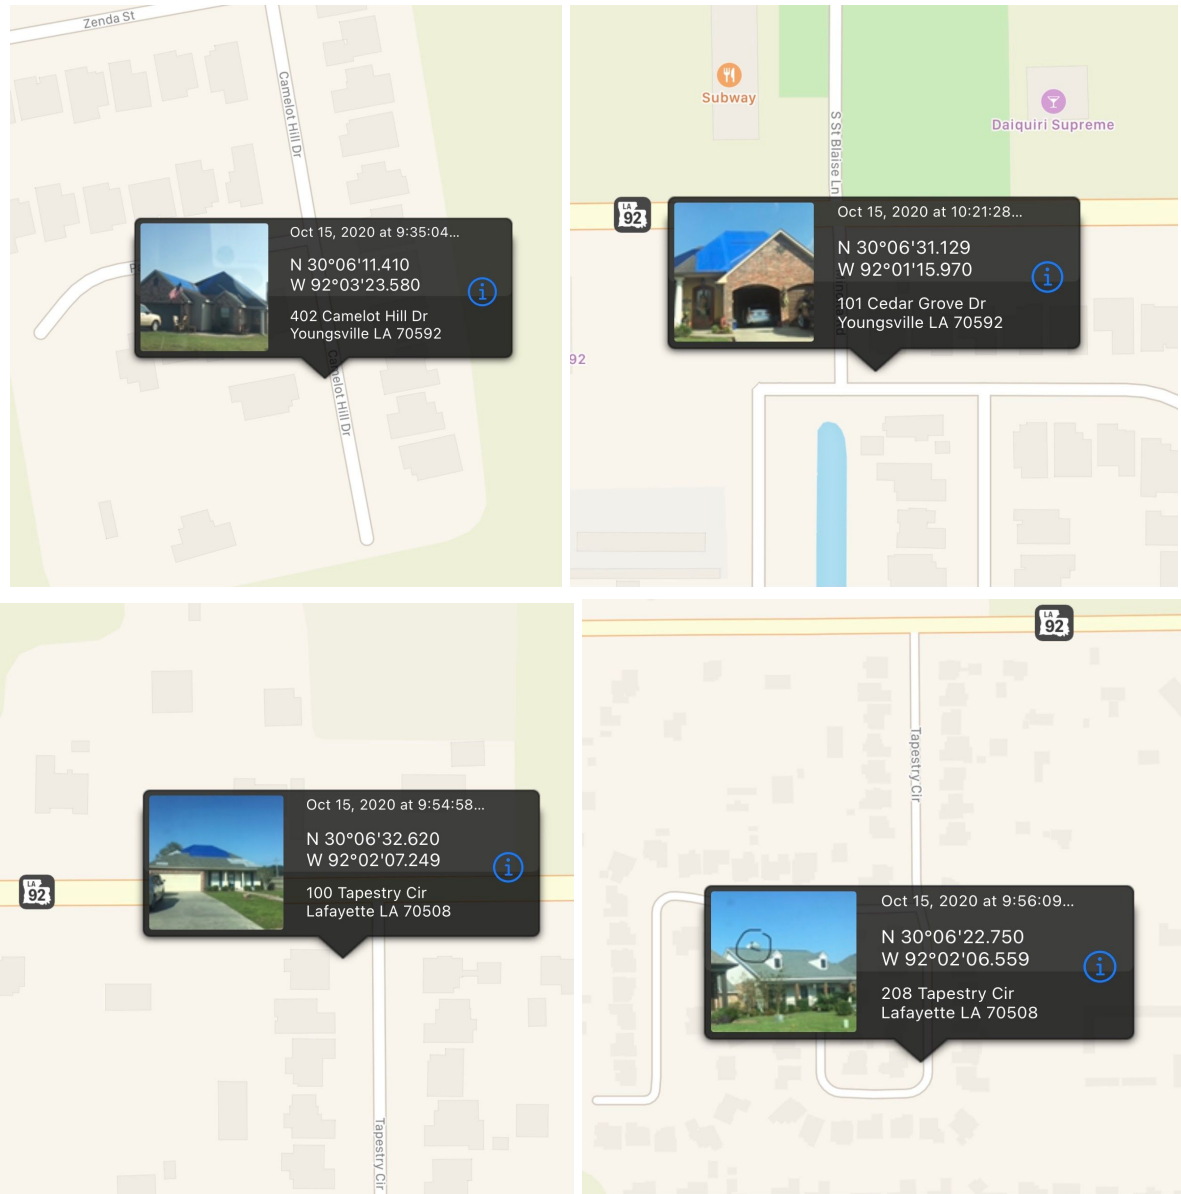 Zenda St
Camelot Hill Dr
Oct 15, 2020 at 9:35:04...
N 30°06'11.410
W 92°03'23.580
402 Camelot Hill Dr
Youngsville LA 70592
Camelot Hill Dr
Subway
Daiquiri Supreme
S St Blaise Ln
LA
92
Oct 15, 2020 at 10:21:28...
N 30°06'31.129
W 92°01'15.970
101 Cedar Grove Dr
Youngsville LA 70592
92
LA
92
Oct 15, 2020 at 9:54:58...
N 30°06'32.620
W 92°02'07.249
100 Tapestry Cir
Lafayette LA 70508
Tapestry Cir
LA
92
Tapestry Cir
Oct 15, 2020 at 9:56:09...
N 30°06'22.750
W 92°02'06.559
208 Tapestry Cir
Lafayette LA 70508